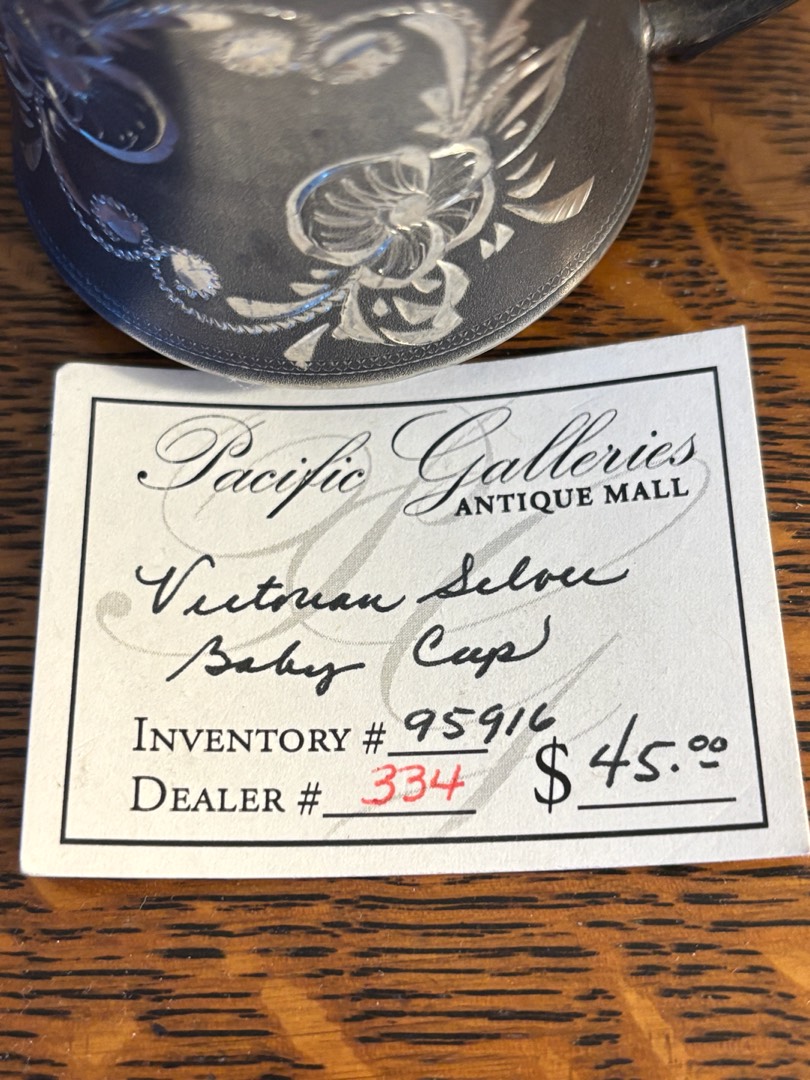 Pacific Galleries
ANTIQUE MALL
Victorian Silver
Baby Cup
INVENTORY # 95916
DEALER # 334 $ 45.00